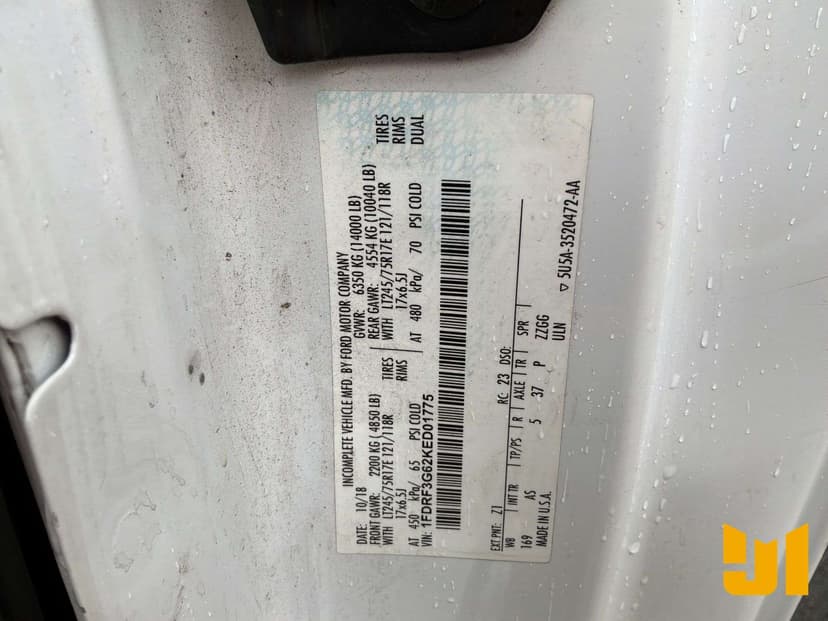 INCOMPLETE VEHICLE MFD. BY FORD MOTOR COMPANY
DATE: 10/18 GVWR: 6350 KG (14000 LB)
FRONT GAWR: 2200 KG ( 4850 LB) REAR GAWR: 4554 KG (10040 LB)
WITH LT245/75R17E 121/118R TIRES WITH LT245/75R17E 121/118R TIRES
17x6.5J RIMS 17x6.5J RIMS
AT 450 kPa/ 65 PSI COLD AT 480 kPa/ 70 PSI COLD DUAL
VIN: 1FDRF3G62KED01775
EXT PNT: Z1 RC: 23 DSO:
WB INT TR TP/PS R AXLE TR SPR
169 AS 5 37 P ZZGG
MADE IN U.S.A. ULN
▽ 5U5A-3520472-AA